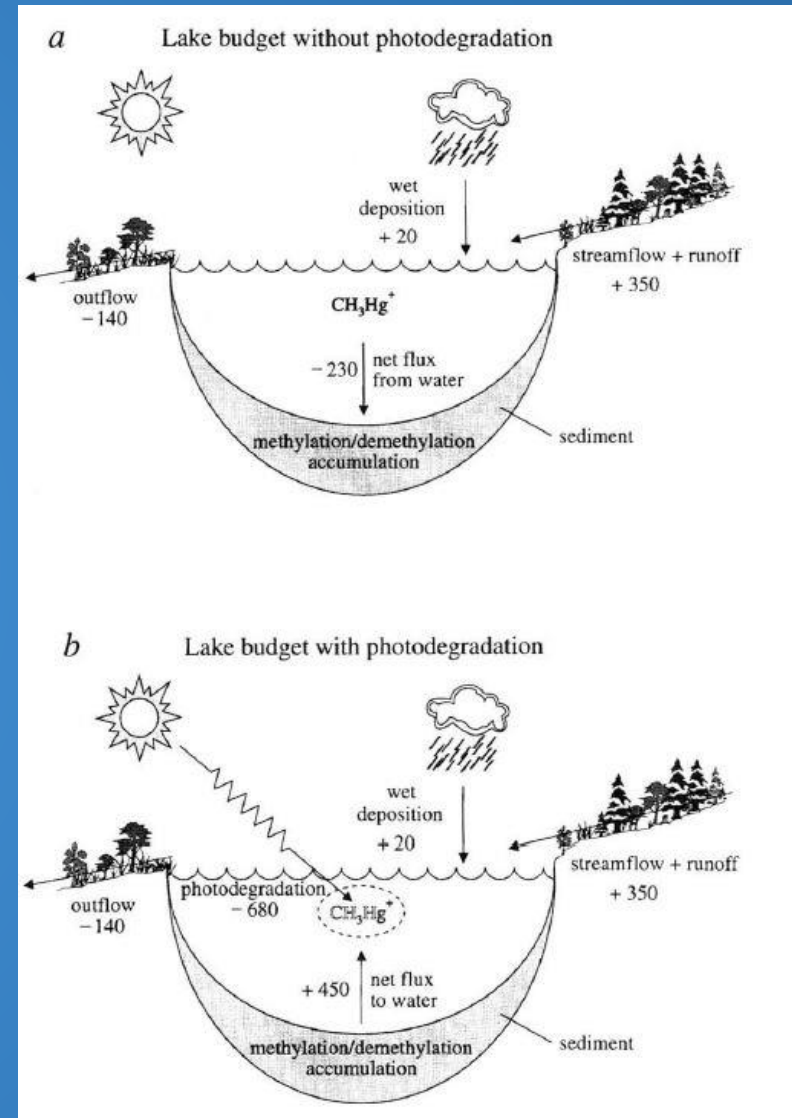 a Lake budget without photodegradation
wet
deposition
+ 20
streamflow + runoff
+ 350
outflow
− 140
CH₃Hg⁺
− 230 net flux
from water
sediment
methylation/demethylation
accumulation
b Lake budget with photodegradation
wet
deposition
+ 20
streamflow + runoff
+ 350
outflow
− 140
photodegradation
− 680
CH₃Hg⁺
+ 450 net flux
to water
sediment
methylation/demethylation
accumulation